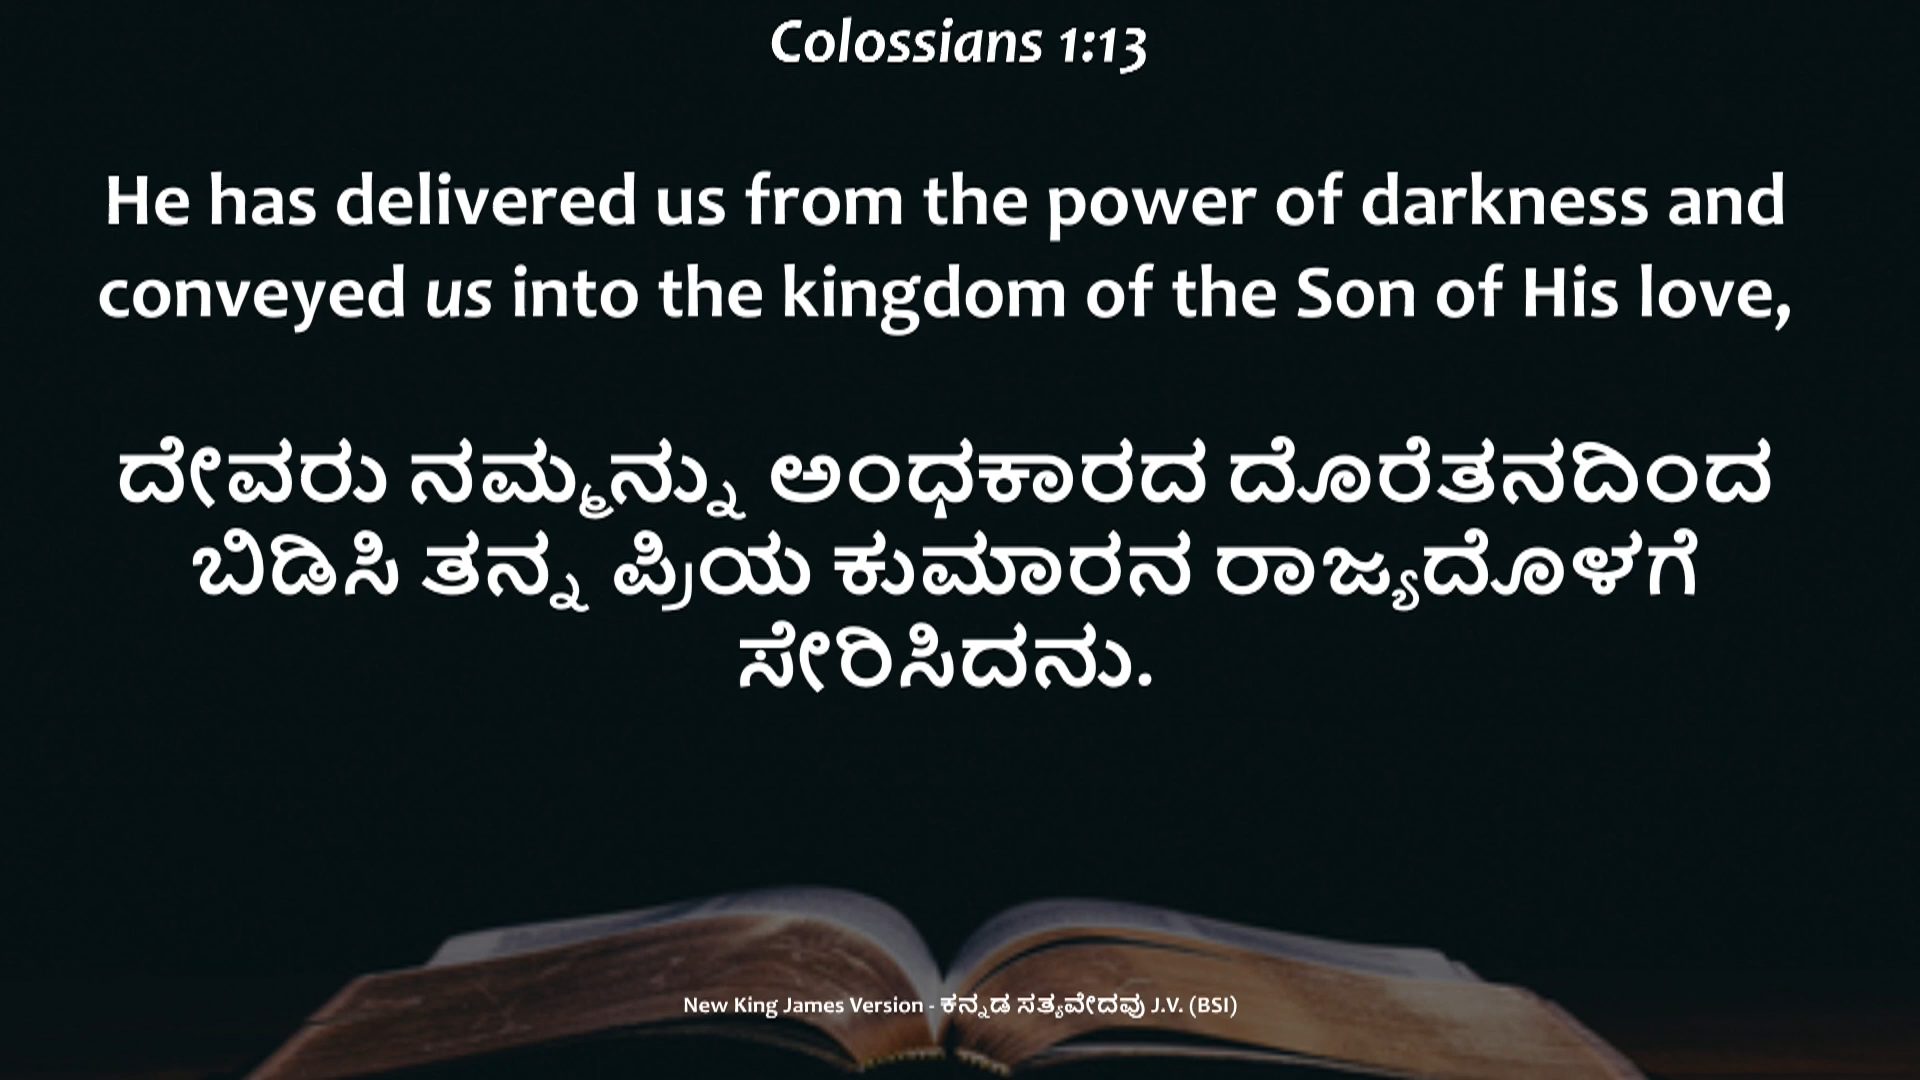 Colossians 1:13
He has delivered us from the power of darkness and
conveyed us into the kingdom of the Son of His love,
ದೇವರು ನಮ್ಮನ್ನು ಅಂಧಕಾರದ ದೊರೆತನದಿಂದ
ಬಿಡಿಸಿ ತನ್ನ ಪ್ರಿಯ ಕುಮಾರನ ರಾಜ್ಯದೊಳಗೆ
ಸೇರಿಸಿದನು.
New King James Version - ಕನ್ನಡ ಸತ್ಯವೇದವು J.V. (BSI)